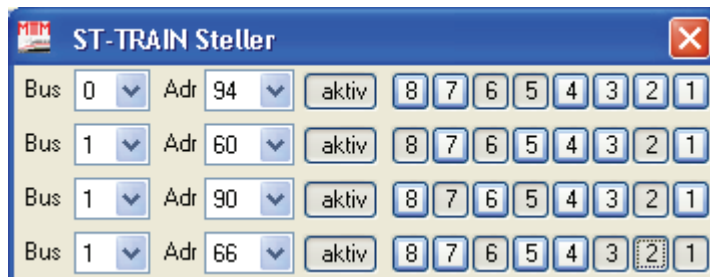 MEM ST-TRAIN Steller
Bus 0 Adr 94 aktiv 8 7 6 5 4 3 2 1
Bus 1 Adr 60 aktiv 8 7 6 5 4 3 2 1
Bus 1 Adr 90 aktiv 8 7 6 5 4 3 2 1
Bus 1 Adr 66 aktiv 8 7 6 5 4 3 2 1